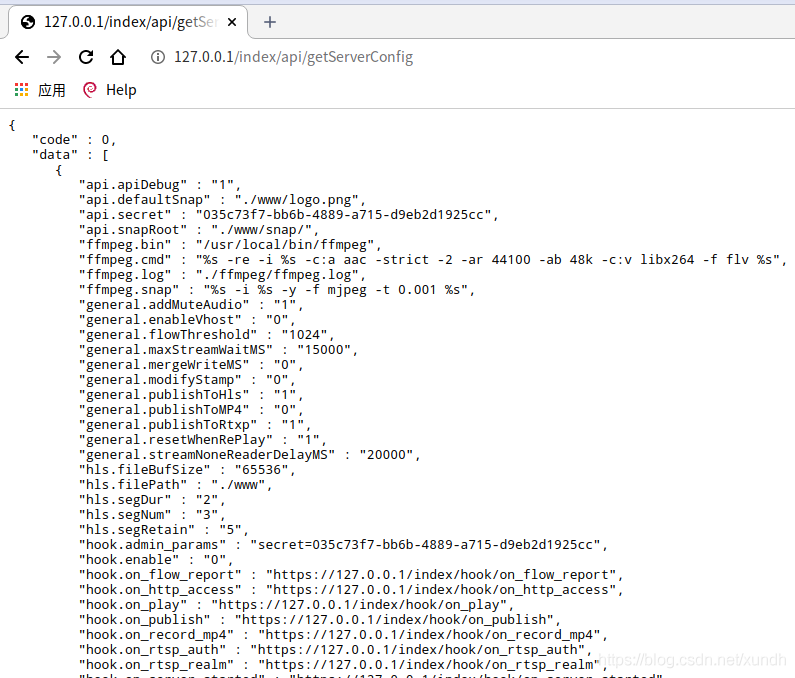 127.0.0.1/index/api/getSer
127.0.0.1/index/api/getServerConfig
应用 Help
{
"code" : 0,
"data" : [
{
"api.apiDebug" : "1",
"api.defaultSnap" : "./www/logo.png",
"api.secret" : "035c73f7-bb6b-4889-a715-d9eb2d1925cc",
"api.snapRoot" : "./www/snap/",
"ffmpeg.bin" : "/usr/local/bin/ffmpeg",
"ffmpeg.cmd" : "%s -re -i %s -c:a aac -strict -2 -ar 44100 -ab 48k -c:v libx264 -f flv %s",
"ffmpeg.log" : "./ffmpeg/ffmpeg.log",
"ffmpeg.snap" : "%s -i %s -y -f mjpeg -t 0.001 %s",
"general.addMuteAudio" : "1",
"general.enableVhost" : "0",
"general.flowThreshold" : "1024",
"general.maxStreamWaitMS" : "15000",
"general.mergeWriteMS" : "0",
"general.modifyStamp" : "0",
"general.publishToHls" : "1",
"general.publishToMP4" : "0",
"general.publishToRtxp" : "1",
"general.resetWhenRePlay" : "1",
"general.streamNoneReaderDelayMS" : "20000",
"hls.fileBufSize" : "65536",
"hls.filePath" : "./www",
"hls.segDur" : "2",
"hls.segNum" : "3",
"hls.segRetain" : "5",
"hook.admin_params" : "secret=035c73f7-bb6b-4889-a715-d9eb2d1925cc",
"hook.enable" : "0",
"hook.on_flow_report" : "https://127.0.0.1/index/hook/on_flow_report",
"hook.on_http_access" : "https://127.0.0.1/index/hook/on_http_access",
"hook.on_play" : "https://127.0.0.1/index/hook/on_play",
"hook.on_publish" : "https://127.0.0.1/index/hook/on_publish",
"hook.on_record_mp4" : "https://127.0.0.1/index/hook/on_record_mp4",
"hook.on_rtsp_auth" : "https://127.0.0.1/index/hook/on_rtsp_auth",
"hook.on_rtsp_realm" : "https://127.0.0.1/index/hook/on_rtsp_realm",
https://blog.csdn.net/xundh
"hook.on_server_started" : "https://127.0.0.1/index/hook/on_server_started",